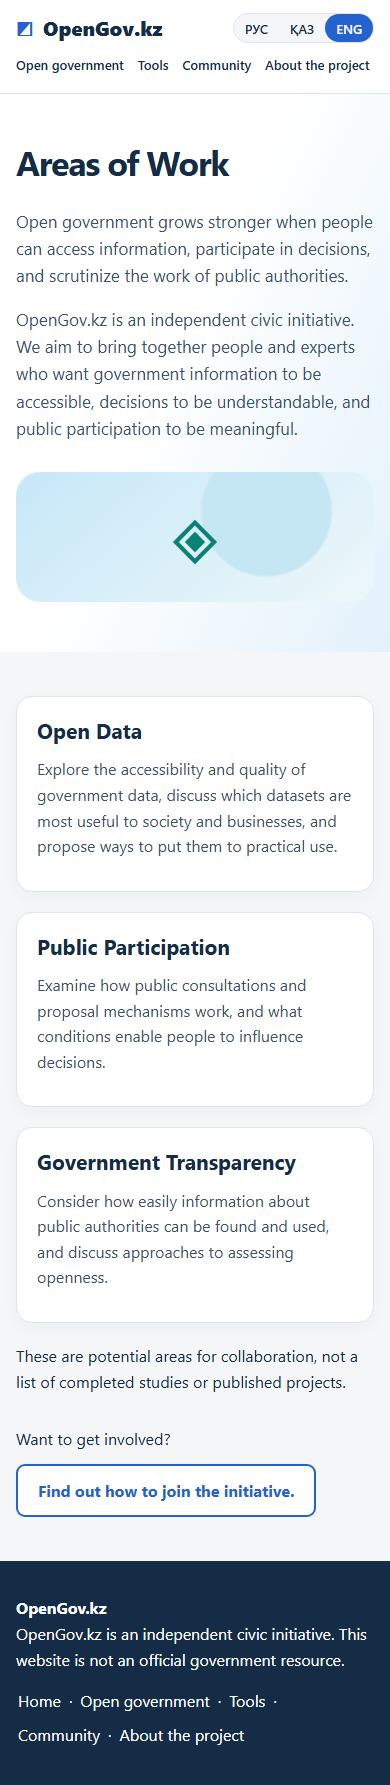 OpenGov.kz
РУС ҚАЗ ENG
Open government Tools Community About the project
Areas of Work
Open government grows stronger when people
can access information, participate in decisions,
and scrutinize the work of public authorities.
OpenGov.kz is an independent civic initiative.
We aim to bring together people and experts
who want government information to be
accessible, decisions to be understandable, and
public participation to be meaningful.
Open Data
Explore the accessibility and quality of
government data, discuss which datasets are
most useful to society and businesses, and
propose ways to put them to practical use.
Public Participation
Examine how public consultations and
proposal mechanisms work, and what
conditions enable people to influence
decisions.
Government Transparency
Consider how easily information about
public authorities can be found and used,
and discuss approaches to assessing
openness.
These are potential areas for collaboration, not a
list of completed studies or published projects.
Want to get involved?
Find out how to join the initiative.
OpenGov.kz
OpenGov.kz is an independent civic initiative. This
website is not an official government resource.
Home · Open government · Tools ·
Community · About the project